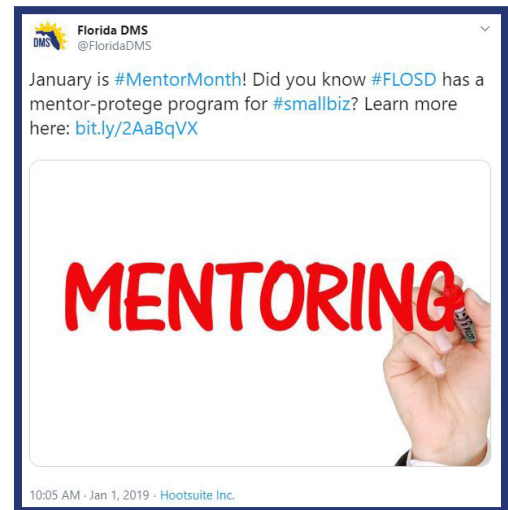 Florida DMS
DMS
@FloridaDMS
January is #MentorMonth! Did you know #FLOSD has a
mentor-protege program for #smallbiz? Learn more
here: bit.ly/2AaBqVX
MENTORING
10:05 AM - Jan 1, 2019 - Hootsuite Inc.